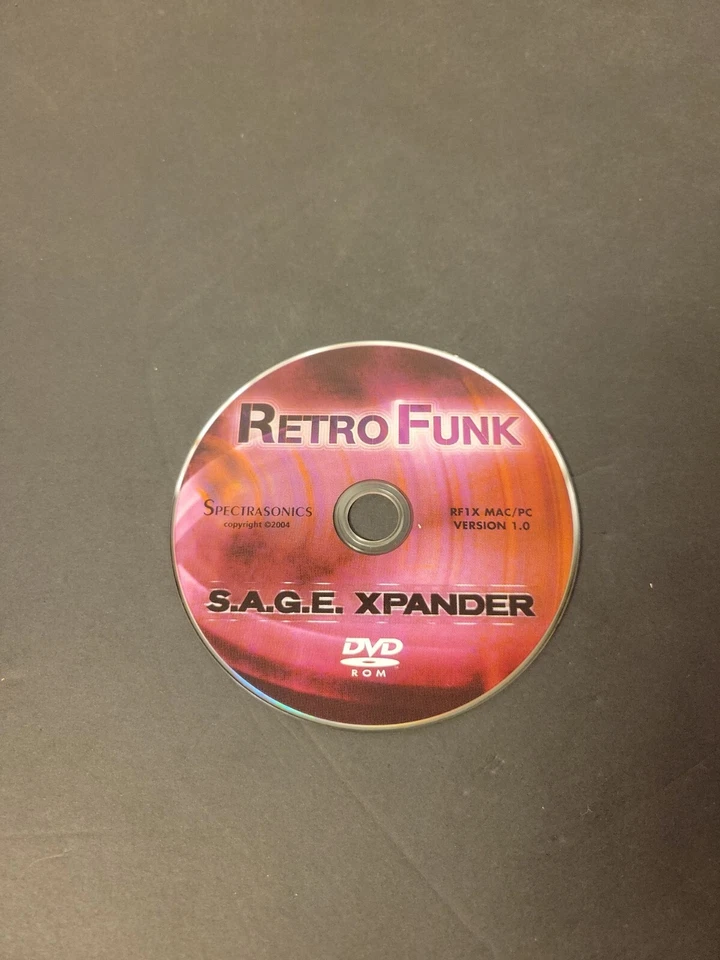 RETRO FUNK
SPECTRASONICS
copyright ©2004
RF1X MAC/PC
VERSION 1.0
S.A.G.E. XPANDER
DVD
ROM